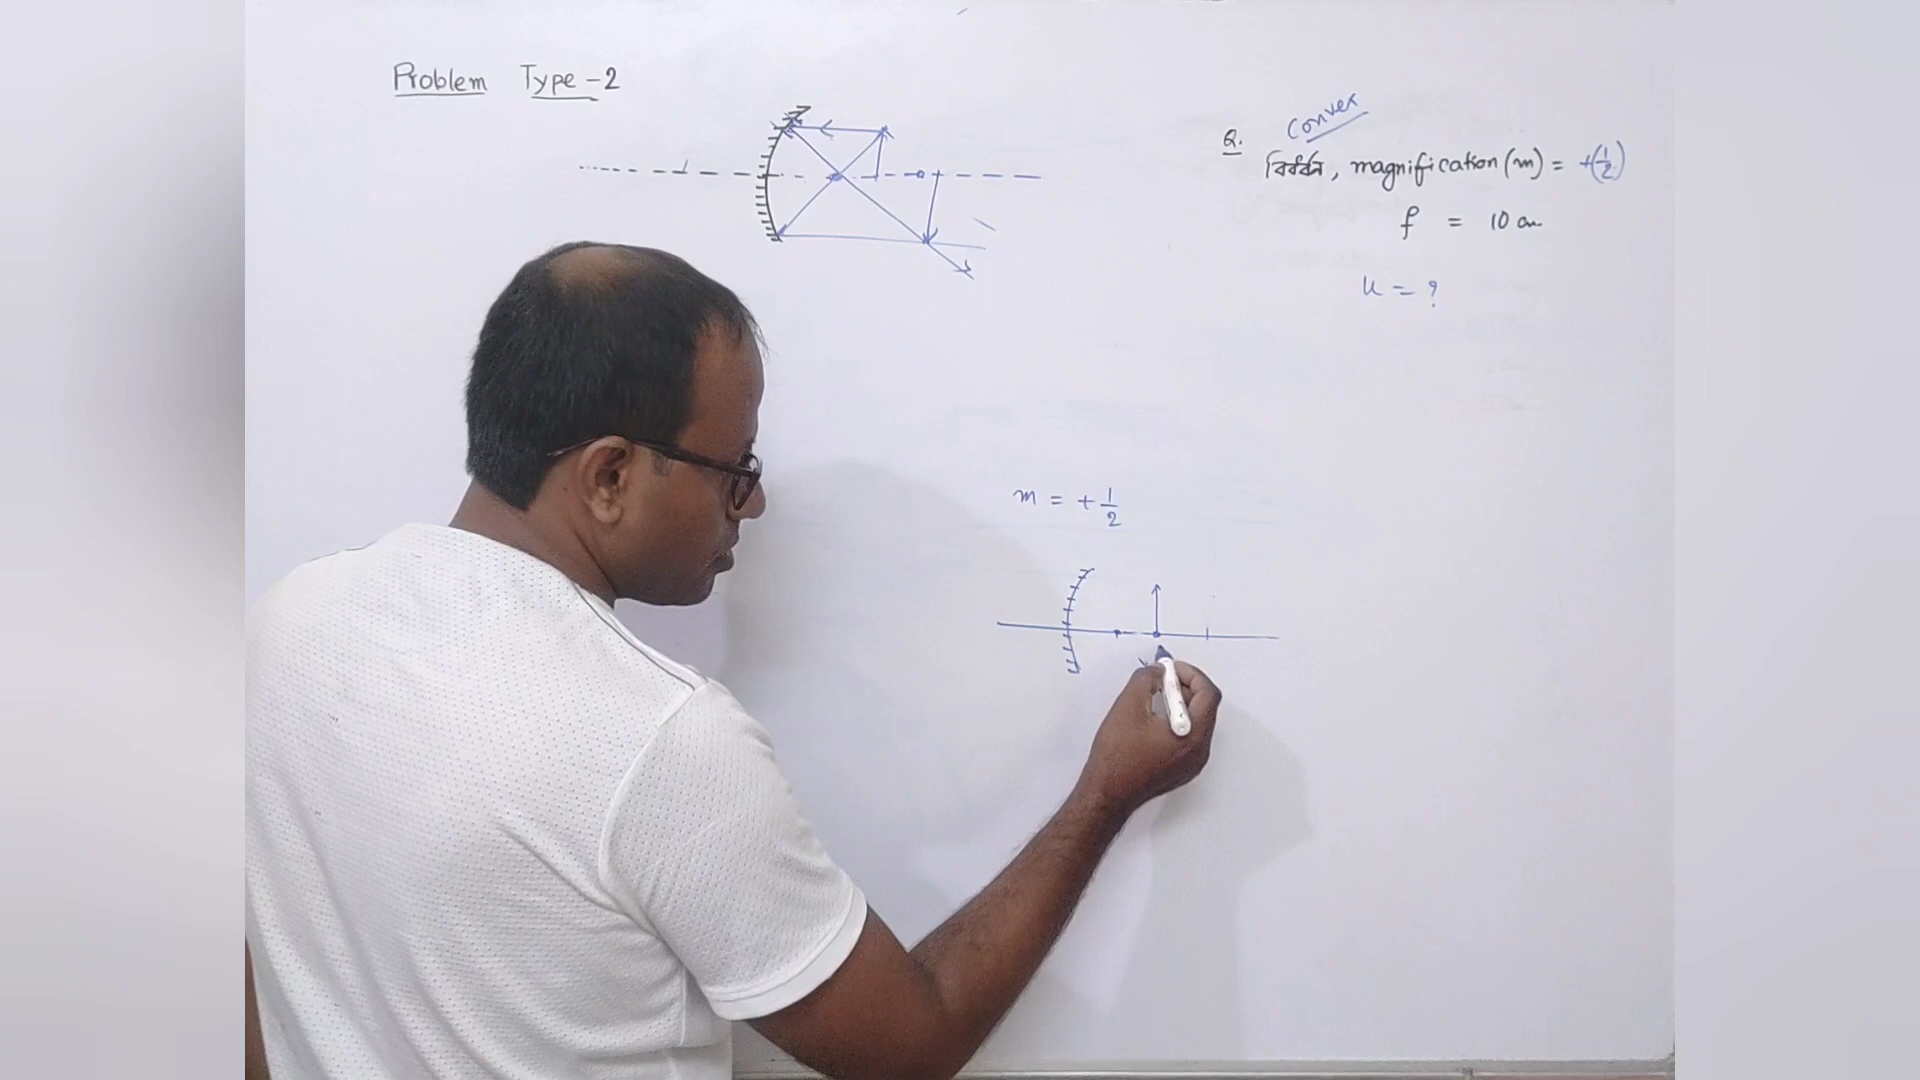 Problem Type-2
Convex
Q. বিবর্ধন, magnification (m) = +(1/2)
f = 10 cm
u = ?
m = + 1/2